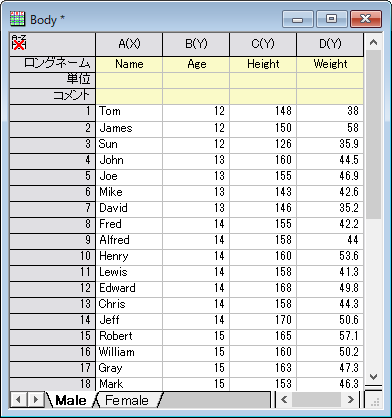 Body *
A(X) B(Y) C(Y) D(Y)
ロングネーム Name Age Height Weight
単位
コメント
1 Tom 12 148 38
2 James 12 150 58
3 Sun 12 126 35.9
4 John 13 160 44.5
5 Joe 13 155 46.9
6 Mike 13 143 42.6
7 David 13 146 35.2
8 Fred 14 155 42.2
9 Alfred 14 158 44
10 Henry 14 160 53.6
11 Lewis 14 158 41.3
12 Edward 14 168 49.8
13 Chris 14 158 44.3
14 Jeff 14 170 50.6
15 Robert 15 165 57.1
16 William 15 160 50.2
17 Gray 15 163 47.3
18 Mark 15 153 46.3
Male Female